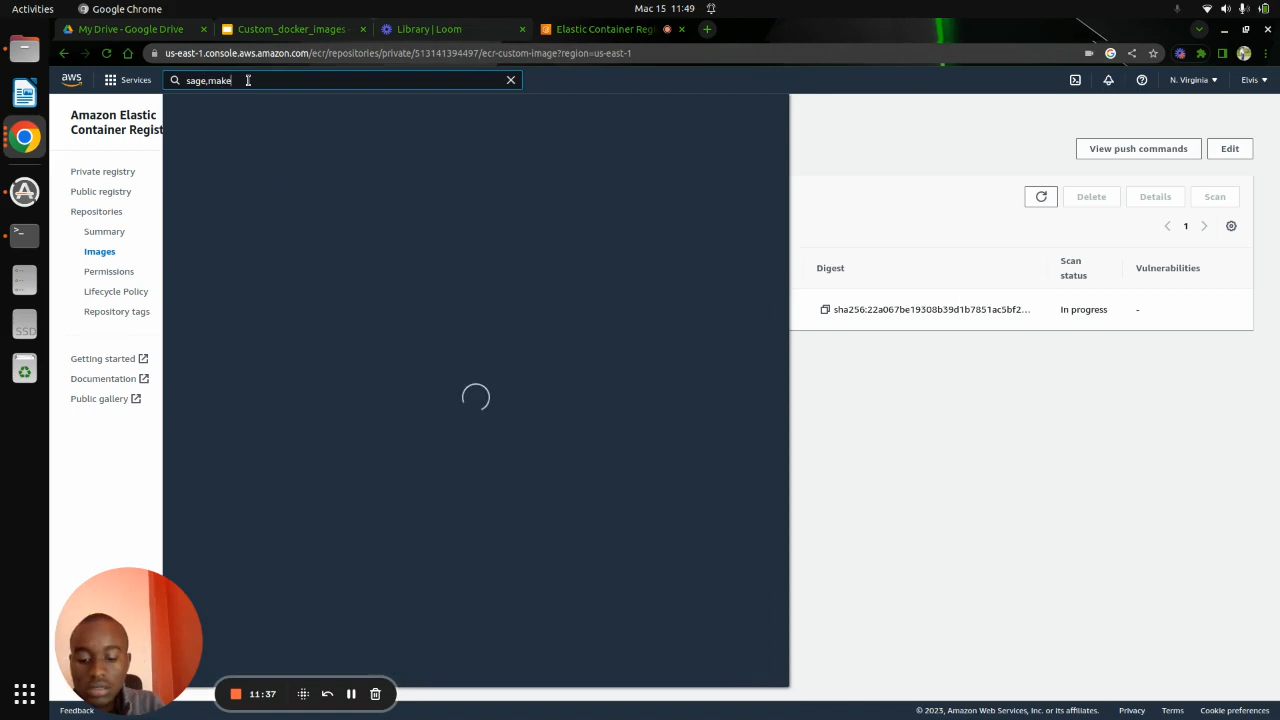 Activities
Google Chrome
Mac 15 11:49
My Drive - Google Drive
Custom_docker_images -
Library | Loom
Elastic Container Regi
us-east-1.console.aws.amazon.com/ecr/repositories/private/513141394497/ecr-custom-image?region=us-east-1
aws
Services
sage,make
N. Virginia
Elvis
Amazon Elastic
Container Regist
View push commands
Edit
Private registry
Public registry
Repositories
Delete
Details
Scan
1
Summary
Images
Permissions
Lifecycle Policy
Repository tags
Digest
Scan
status
Vulnerabilities
sha256:22a067be19308b39d1b7851ac5bf2...
In progress
-
SSD
Getting started
Documentation
Public gallery
11:37
Feedback
© 2023, Amazon Web Services, Inc. or its affiliates.
Privacy
Terms
Cookie preferences